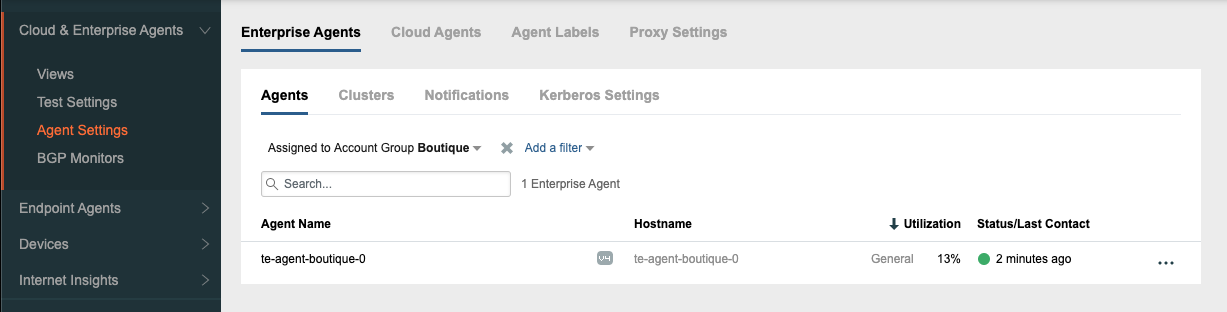 Cloud & Enterprise Agents
Views
Test Settings
Agent Settings
BGP Monitors
Endpoint Agents
Devices
Internet Insights
Enterprise Agents Cloud Agents Agent Labels Proxy Settings
Agents Clusters Notifications Kerberos Settings
Assigned to Account Group Boutique Add a filter
Search... 1 Enterprise Agent
Agent Name Hostname Utilization Status/Last Contact
te-agent-boutique-0 V4 te-agent-boutique-0 General 13% 2 minutes ago